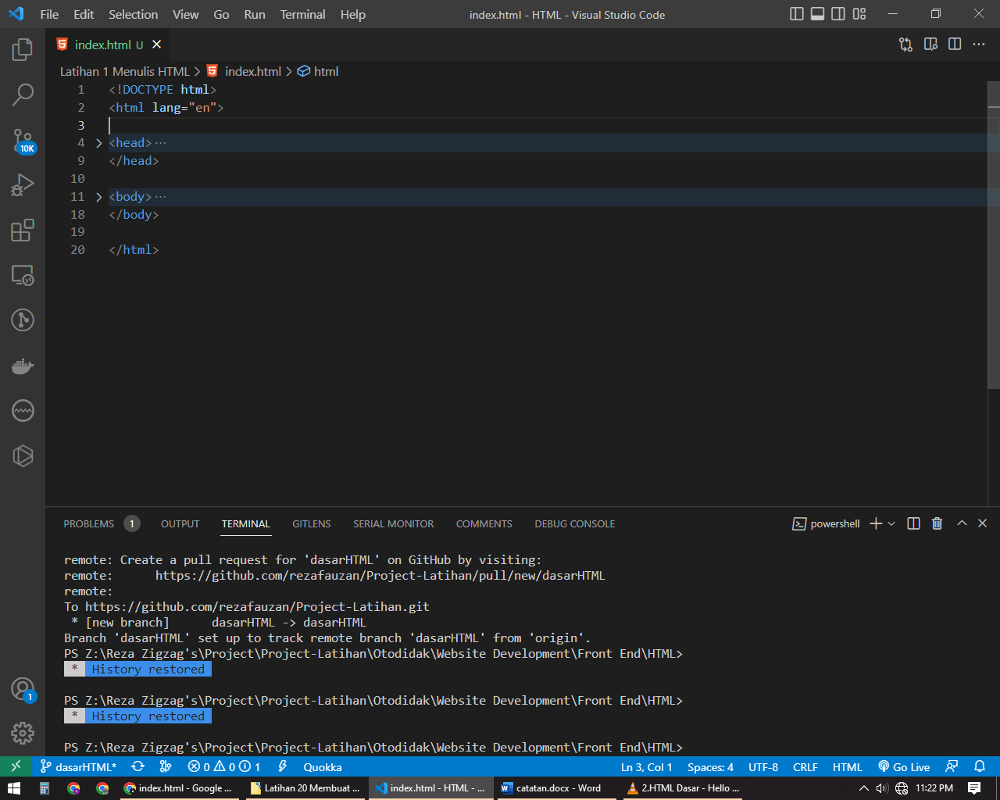 File Edit Selection View Go Run Terminal Help
index.html - HTML - Visual Studio Code
index.html U
Latihan 1 Menulis HTML > index.html > html
1 <!DOCTYPE html>
2 <html lang="en">
3
4 <head>···
9 </head>
10
11 <body>···
18 </body>
19
20 </html>
10K
PROBLEMS 1 OUTPUT TERMINAL GITLENS SERIAL MONITOR COMMENTS DEBUG CONSOLE
powershell
remote: Create a pull request for 'dasarHTML' on GitHub by visiting:
remote:      https://github.com/rezafauzan/Project-Latihan/pull/new/dasarHTML
remote:
To https://github.com/rezafauzan/Project-Latihan.git
 * [new branch]      dasarHTML -> dasarHTML
Branch 'dasarHTML' set up to track remote branch 'dasarHTML' from 'origin'.
PS Z:\Reza Zigzag's\Project\Project-Latihan\Otodidak\Website Development\Front End\HTML>
 *  History restored
PS Z:\Reza Zigzag's\Project\Project-Latihan\Otodidak\Website Development\Front End\HTML>
 *  History restored
PS Z:\Reza Zigzag's\Project\Project-Latihan\Otodidak\Website Development\Front End\HTML>
1
dasarHTML* 0 0 1 Quokka
Ln 3, Col 1 Spaces: 4 UTF-8 CRLF HTML Go Live
index.html - Google ...
Latihan 20 Membuat ...
index.html - HTML - ...
catatan.docx - Word
2.HTML Dasar - Hello ...
11:22 PM